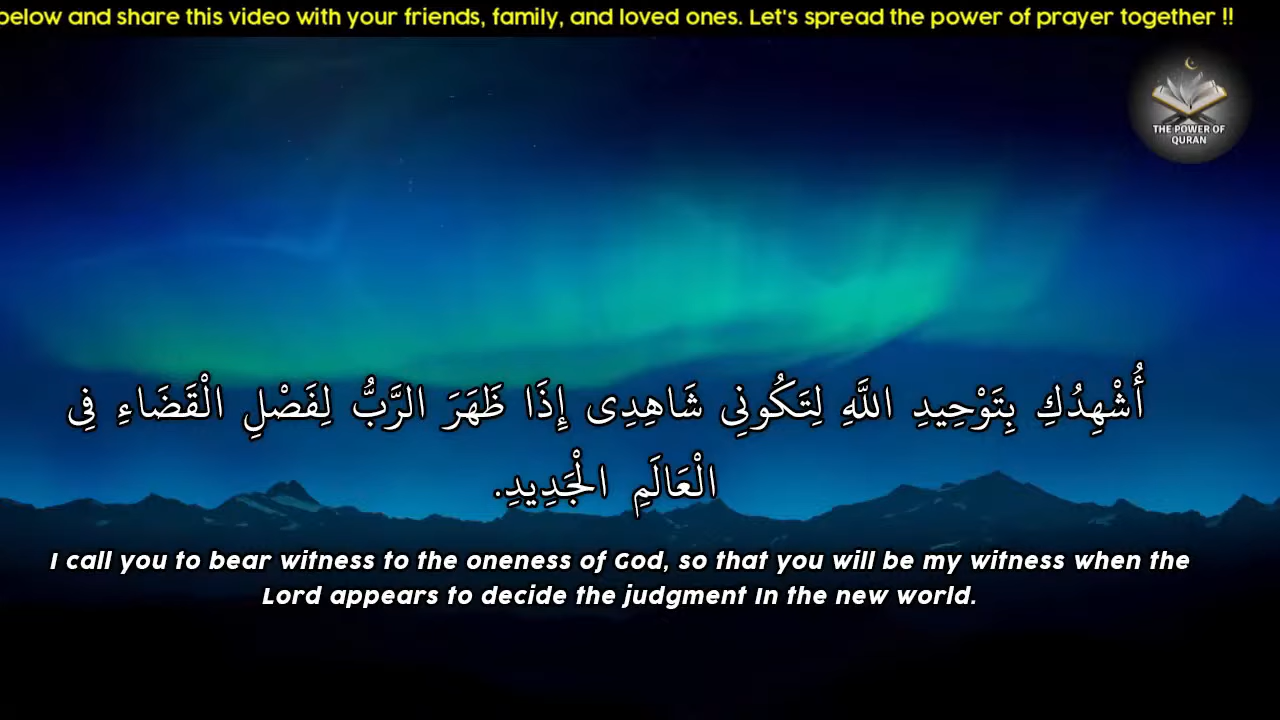 below and share this video with your friends, family, and loved ones. Let's spread the power of prayer together !!
THE POWER OF
QURAN
أُشْهِدُكِ بِتَوْحِيدِ اللَّهِ لِتَكُونِى شَاهِدِى إِذَا ظَهَرَ الرَّبُّ لِفَصْلِ الْقَضَاءِ فِى
الْعَالَمِ الْجَدِيدِ.
I call you to bear witness to the oneness of God, so that you will be my witness when the
Lord appears to decide the judgment In the new world.